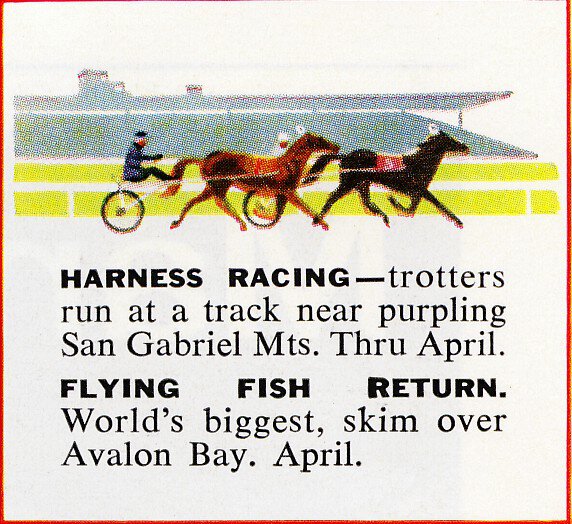 HARNESS RACING—trotters
run at a track near purpling
San Gabriel Mts. Thru April.
FLYING FISH RETURN.
World's biggest, skim over
Avalon Bay. April.